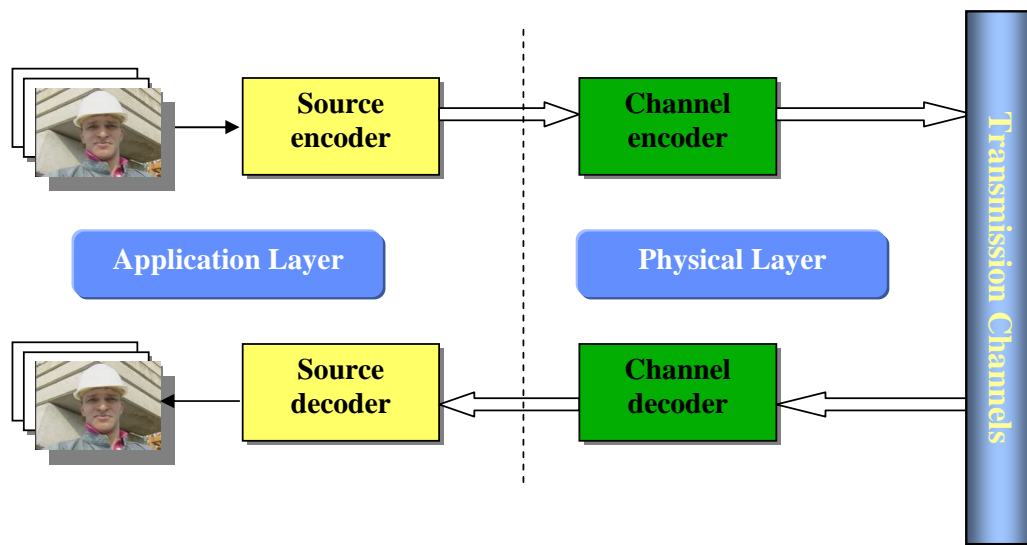 Source
encoder
Channel
encoder
Application Layer
Physical Layer
Source
decoder
Channel
decoder
Transmission Channels